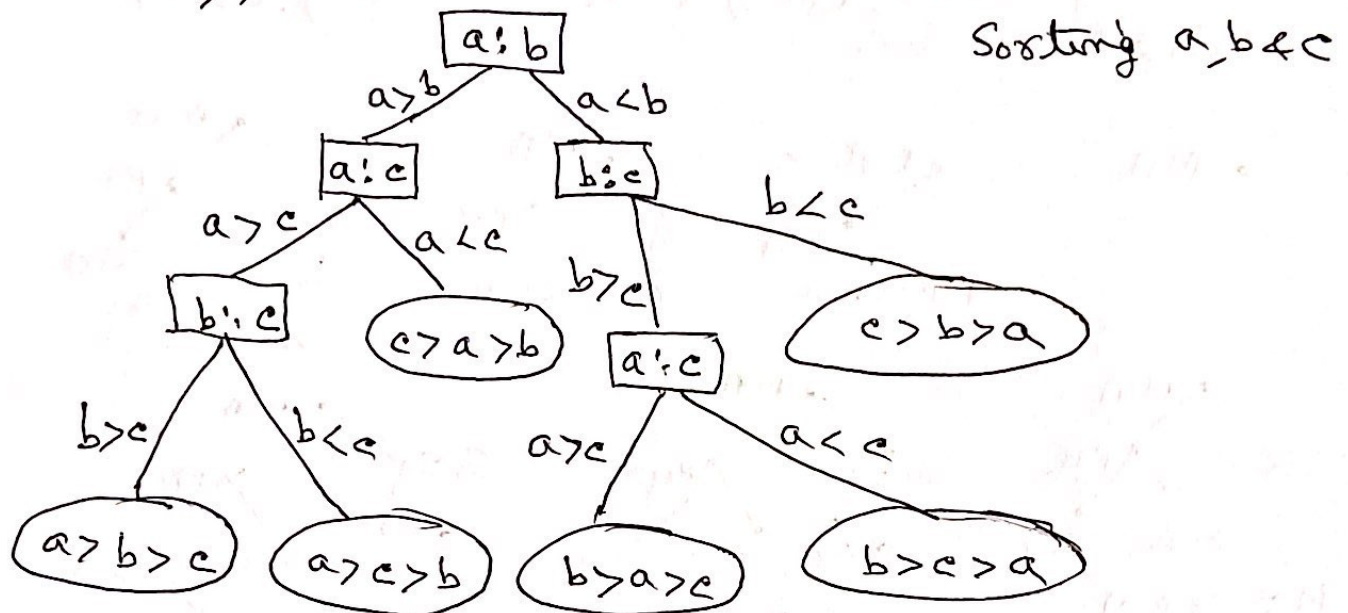 a:b
Sorting a, b & c
a>b
a<b
a:c
b:c
b<c
a>c
a<c
b>c
b:c
c>a>b
c>b>a
a:c
b>c
b<c
a>c
a<c
a>b>c
a>c>b
b>a>c
b>c>a